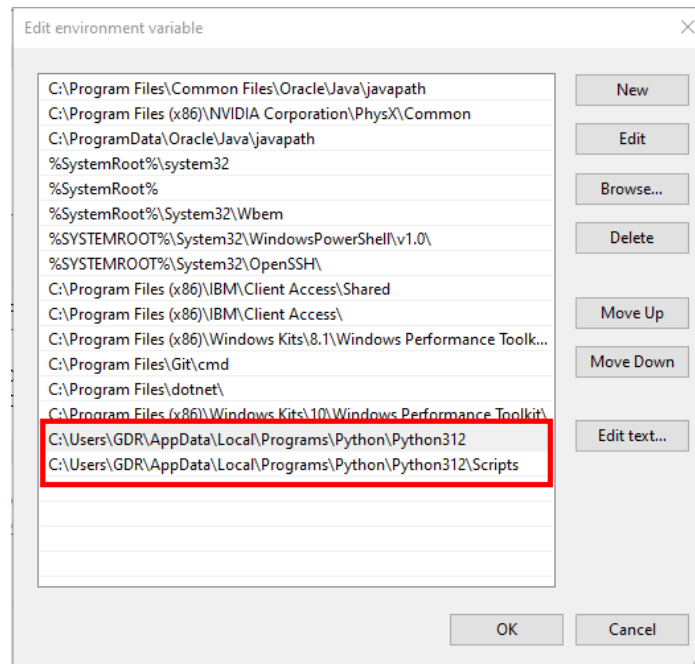 Edit environment variable
C:\Program Files\Common Files\Oracle\Java\javapath
C:\Program Files (x86)\NVIDIA Corporation\PhysX\Common
C:\ProgramData\Oracle\Java\javapath
%SystemRoot%\system32
%SystemRoot%
%SystemRoot%\System32\Wbem
%SYSTEMROOT%\System32\WindowsPowerShell\v1.0\
%SYSTEMROOT%\System32\OpenSSH\
C:\Program Files (x86)\IBM\Client Access\Shared
C:\Program Files (x86)\IBM\Client Access\
C:\Program Files (x86)\Windows Kits\8.1\Windows Performance Toolk...
C:\Program Files\Git\cmd
C:\Program Files\dotnet\
C:\Program Files (x86)\Windows Kits\10\Windows Performance Toolkit\
C:\Users\GDR\AppData\Local\Programs\Python\Python312
C:\Users\GDR\AppData\Local\Programs\Python\Python312\Scripts
New
Edit
Browse...
Delete
Move Up
Move Down
Edit text...
OK
Cancel